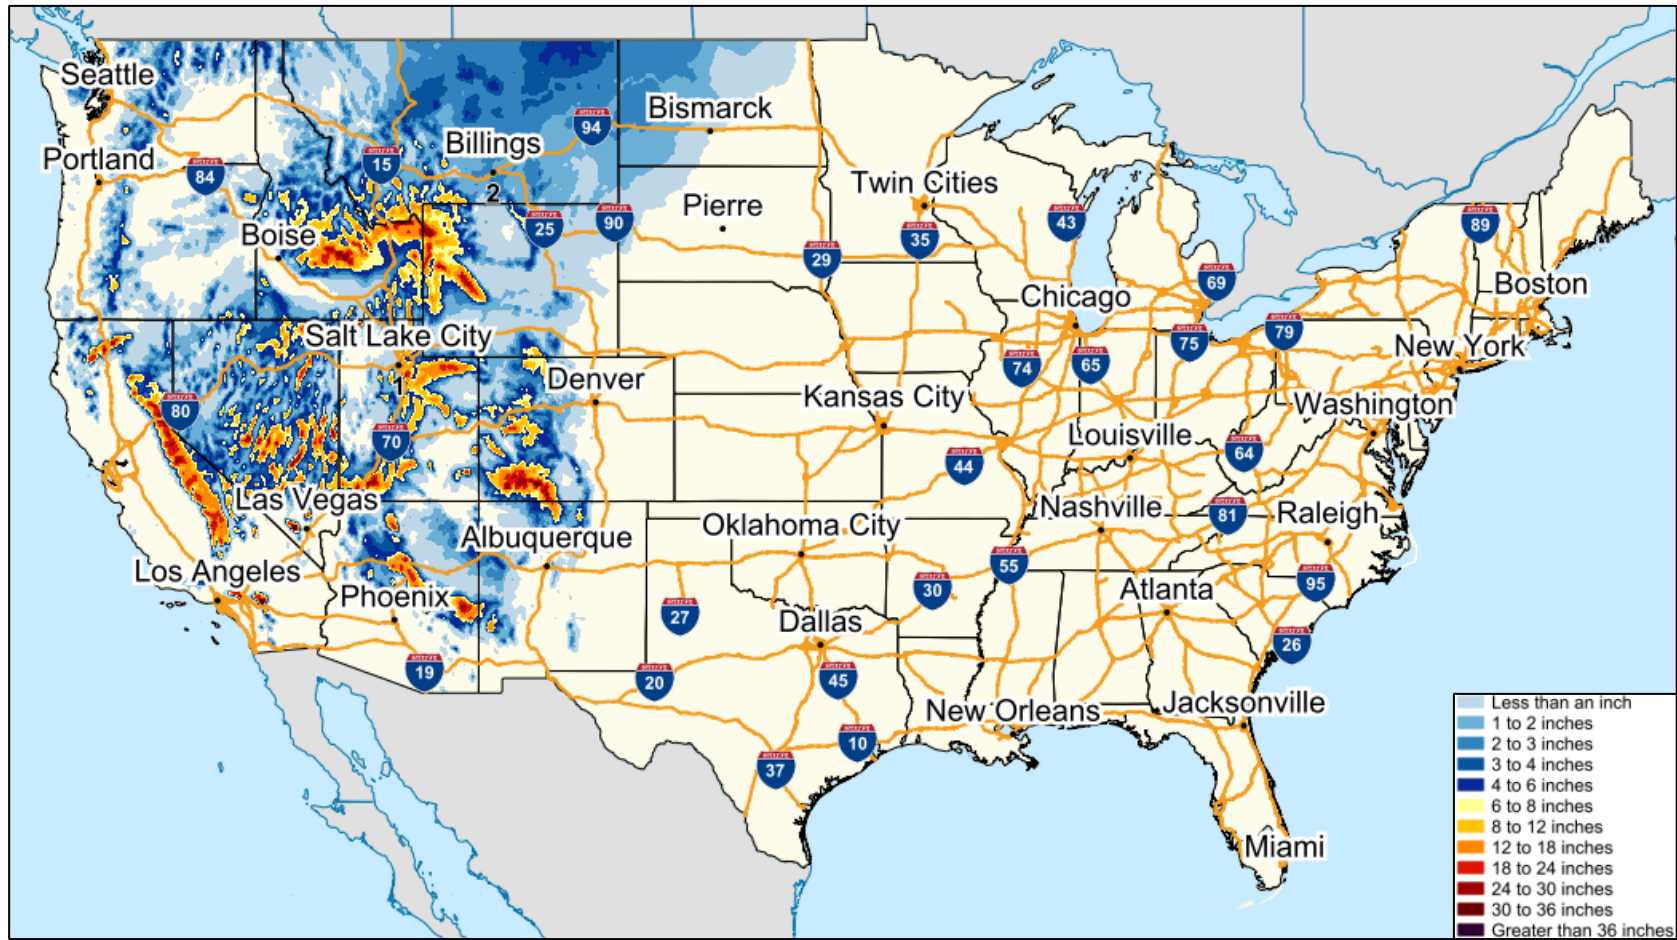 Seattle
Bismarck
94
Billings
Portland
15
84
Twin Cities
2
Pierre
43
89
25
90
35
Boise
29
69
Boston
Chicago
Salt Lake City
79
75
New York
74
65
Denver
1
Kansas City
Washington
80
Louisville
70
64
44
Las Vegas
Nashville
81
Raleigh
Oklahoma City
Albuquerque
55
Los Angeles
95
30
Atlanta
Phoenix
27
Dallas
26
19
20
45
Jacksonville
New Orleans
10
37
Miami
Less than an inch
1 to 2 inches
2 to 3 inches
3 to 4 inches
4 to 6 inches
6 to 8 inches
8 to 12 inches
12 to 18 inches
18 to 24 inches
24 to 30 inches
30 to 36 inches
Greater than 36 inches